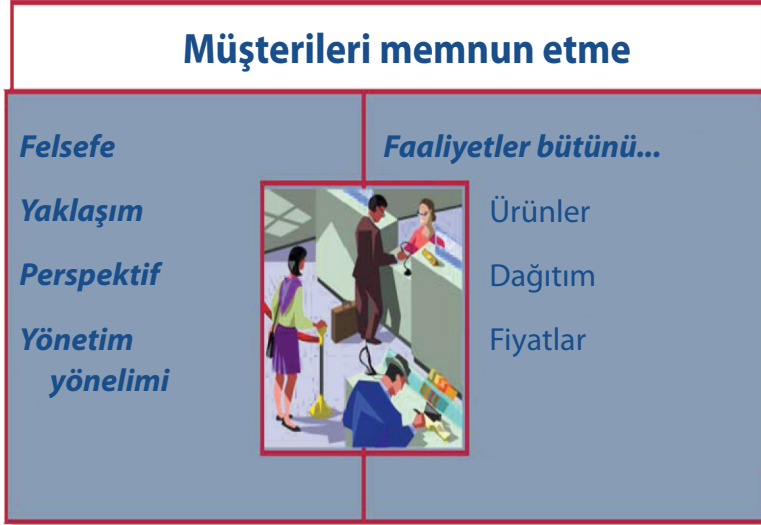 Müşterileri memnun etme
Felsefe
Yaklaşım
Perspektif
Yönetim
yönelimi
Faaliyetler bütünü...
Ürünler
Dağıtım
Fiyatlar